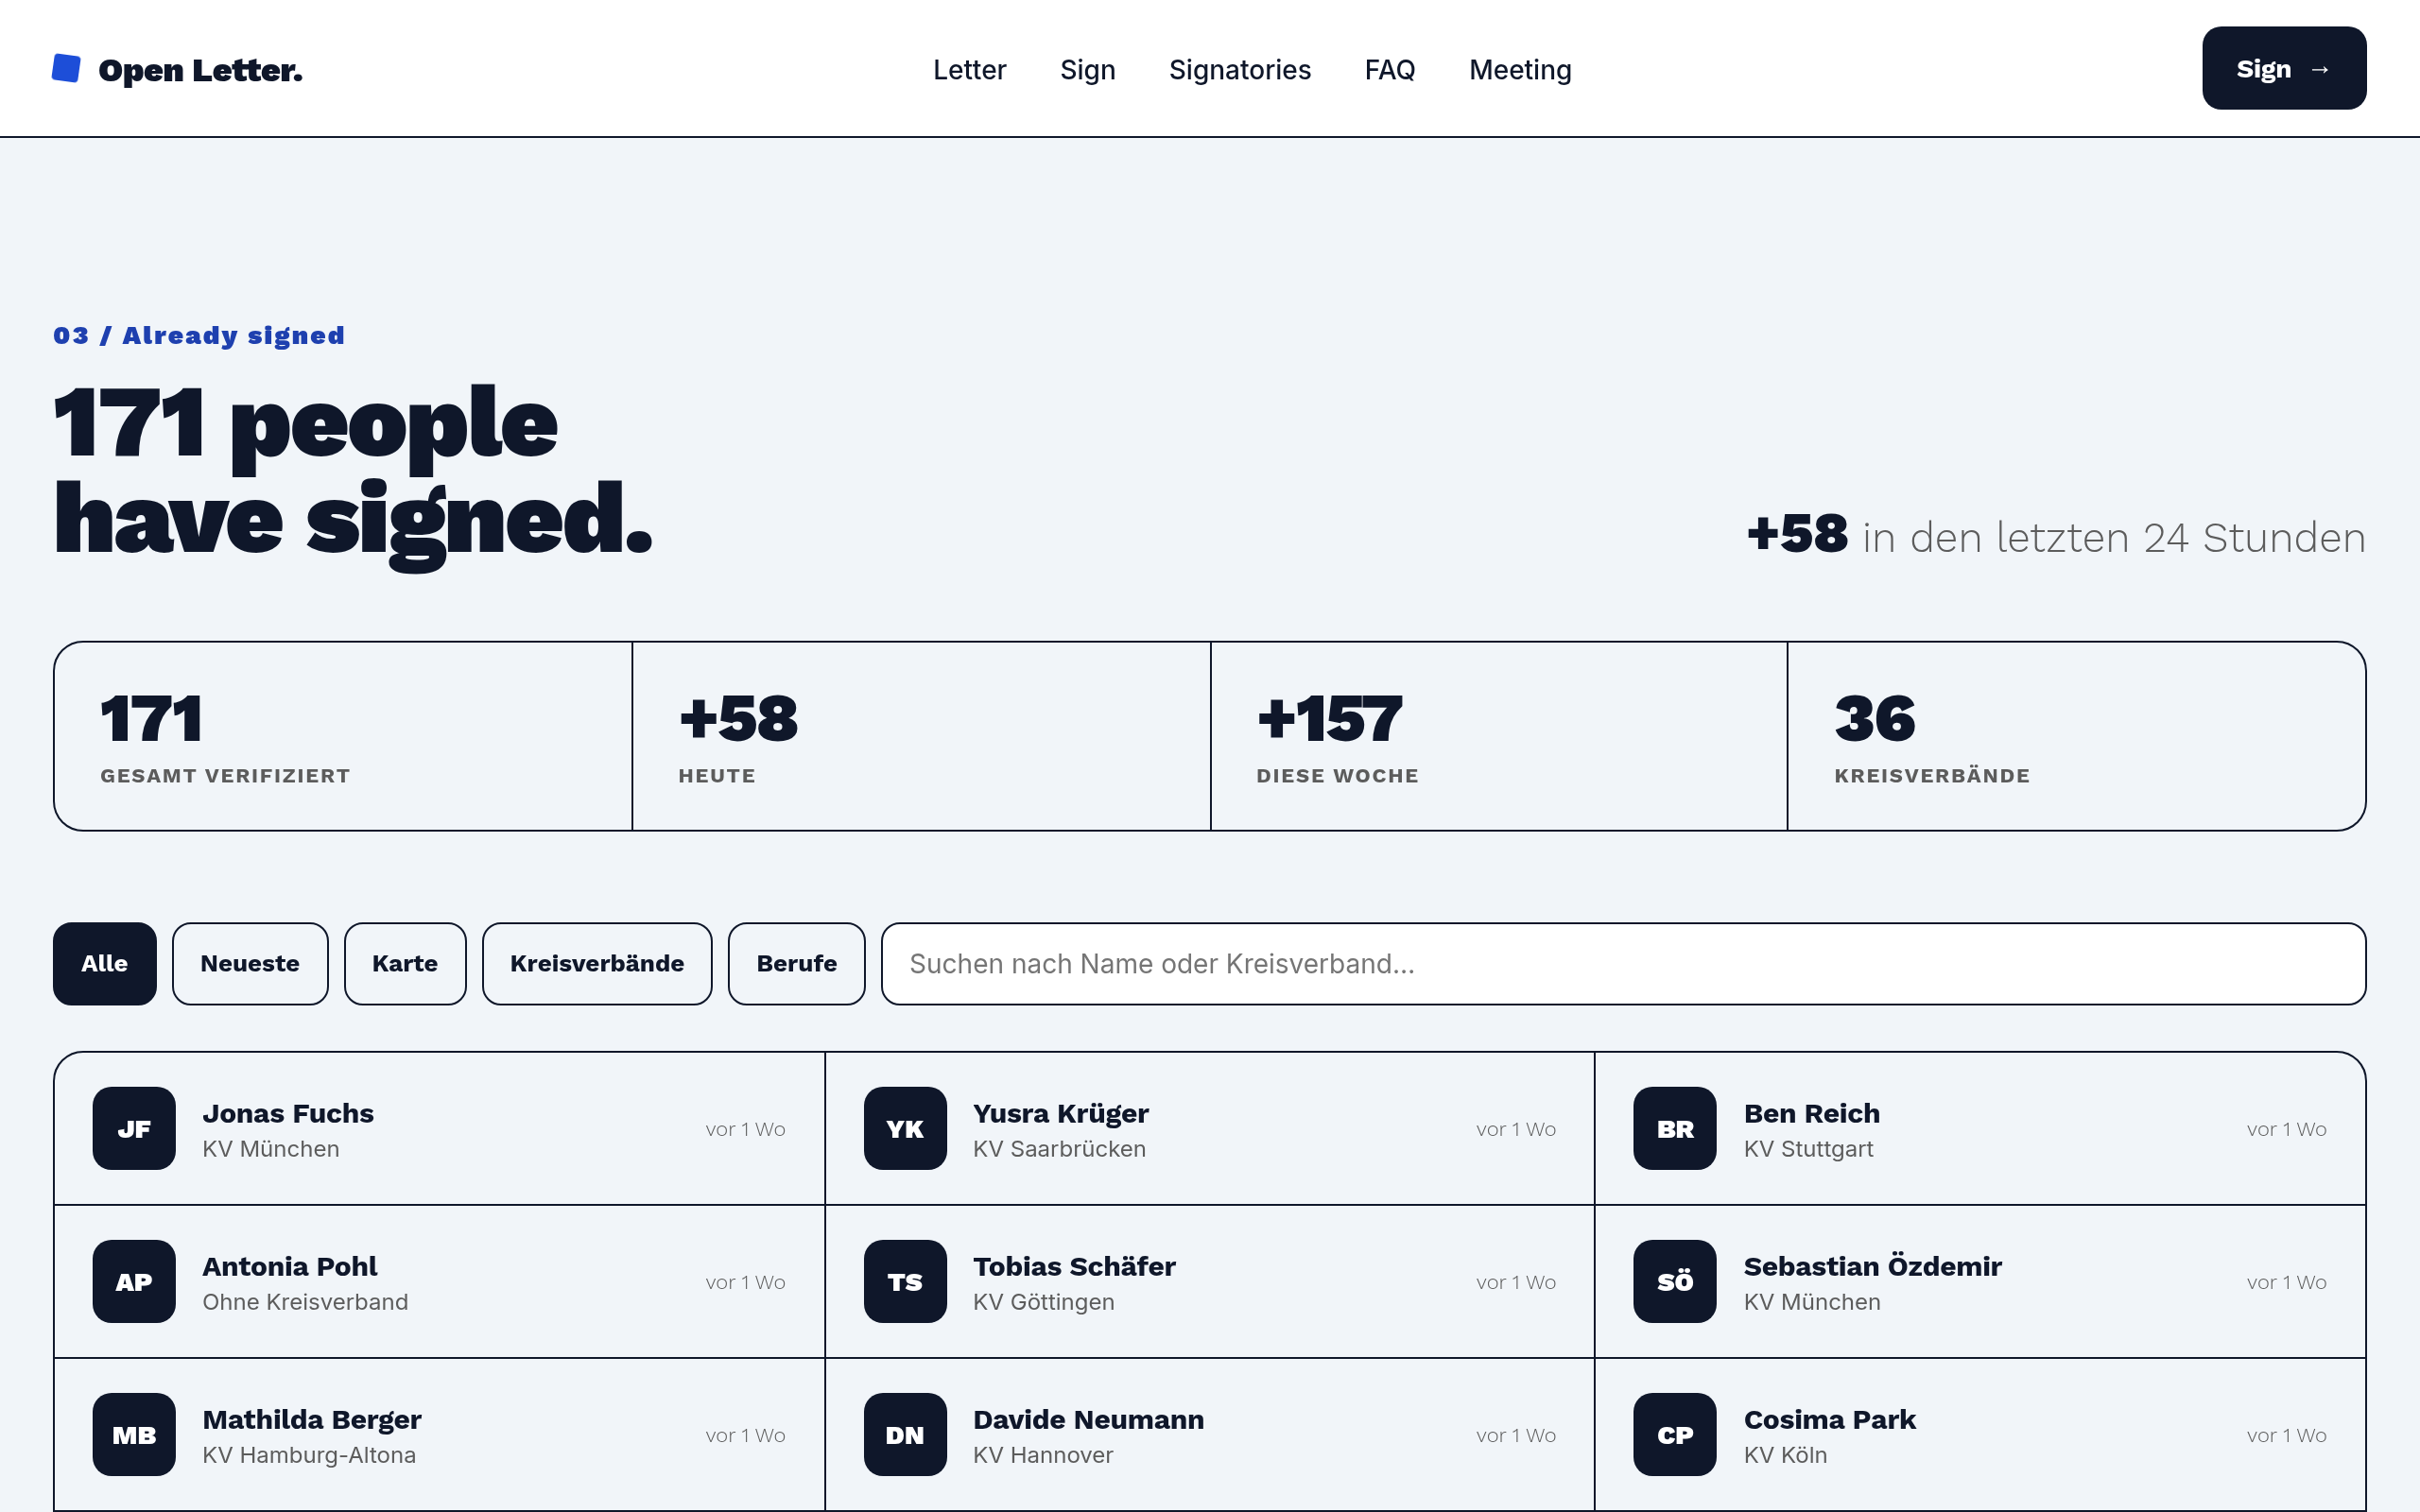 Open Letter.
Letter
Sign
Signatories
FAQ
Meeting
Sign →
03 / Already signed
171 people
have signed.
+58 in den letzten 24 Stunden
171
GESAMT VERIFIZIERT
+58
HEUTE
+157
DIESE WOCHE
36
KREISVERBÄNDE
Alle
Neueste
Karte
Kreisverbände
Berufe
Suchen nach Name oder Kreisverband...
JF
Jonas Fuchs
KV München
vor 1 Wo
YK
Yusra Krüger
KV Saarbrücken
vor 1 Wo
BR
Ben Reich
KV Stuttgart
vor 1 Wo
AP
Antonia Pohl
Ohne Kreisverband
vor 1 Wo
TS
Tobias Schäfer
KV Göttingen
vor 1 Wo
SÖ
Sebastian Özdemir
KV München
vor 1 Wo
MB
Mathilda Berger
KV Hamburg-Altona
vor 1 Wo
DN
Davide Neumann
KV Hannover
vor 1 Wo
CP
Cosima Park
KV Köln
vor 1 Wo